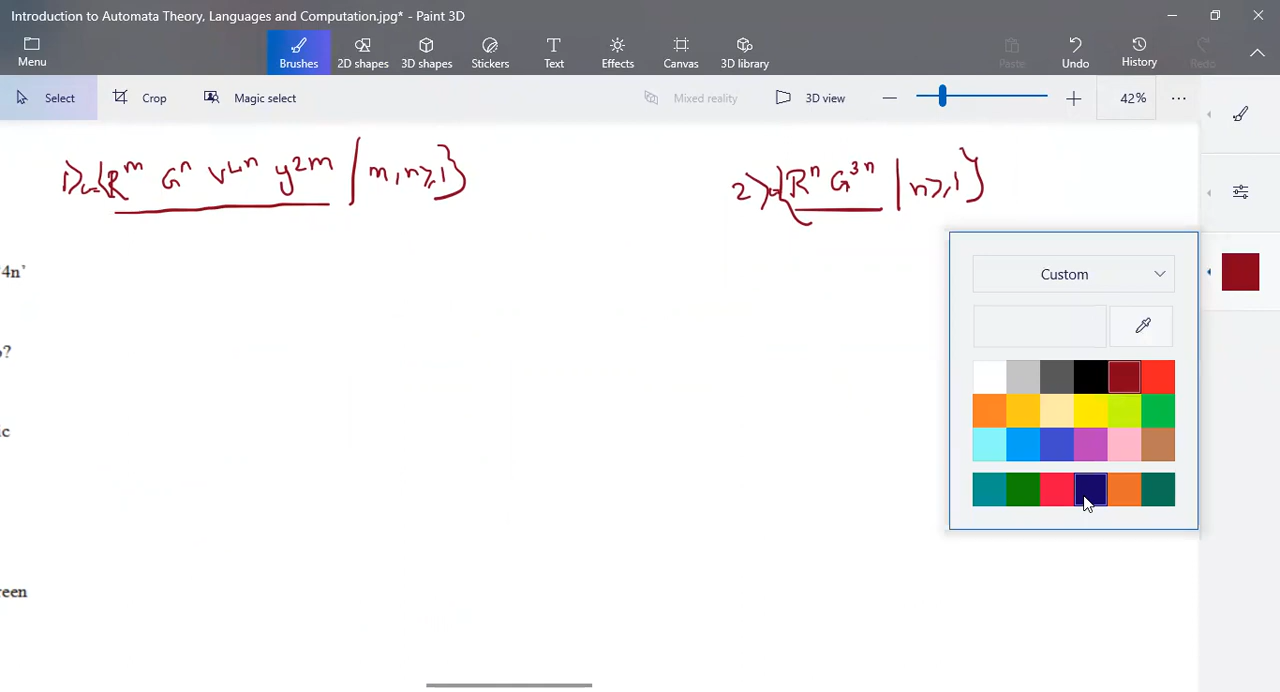 Introduction to Automata Theory, Languages and Computation.jpg* - Paint 3D
Menu
Brushes
2D shapes
3D shapes
Stickers
Text
Effects
Canvas
3D library
Paste
Undo
History
Redo
Select
Crop
Magic select
Mixed reality
3D view
42%
1) L={R^m G^n V^4n Y^2m | m,n≥1}
2) L={R^n G^3n | n≥1}
4n’
?
ic
reen
Custom